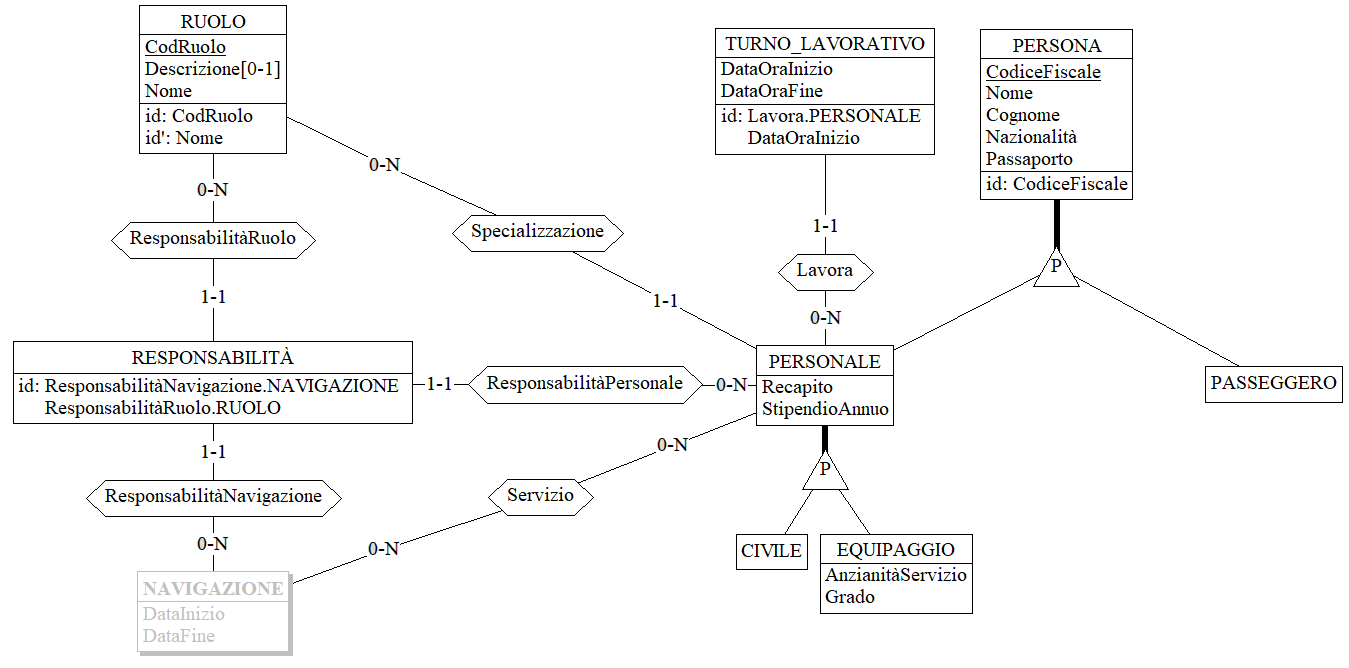 RUOLO
CodRuolo
Descrizione[0-1]
Nome
id: CodRuolo
id': Nome
TURNO_LAVORATIVO
DataOraInizio
DataOraFine
id: Lavora.PERSONALE
DataOraInizio
PERSONA
CodiceFiscale
Nome
Cognome
Nazionalità
Passaporto
id: CodiceFiscale
0-N
0-N
ResponsabilitàRuolo
Specializzazione
1-1
Lavora
P
1-1
1-1
0-N
RESPONSABILITÀ
id: ResponsabilitàNavigazione.NAVIGAZIONE
ResponsabilitàRuolo.RUOLO
1-1
ResponsabilitàPersonale
0-N
PERSONALE
Recapito
StipendioAnnuo
PASSEGGERO
1-1
0-N
P
ResponsabilitàNavigazione
Servizio
0-N
0-N
CIVILE
EQUIPAGGIO
AnzianitàServizio
Grado
NAVIGAZIONE
DataInizio
DataFine